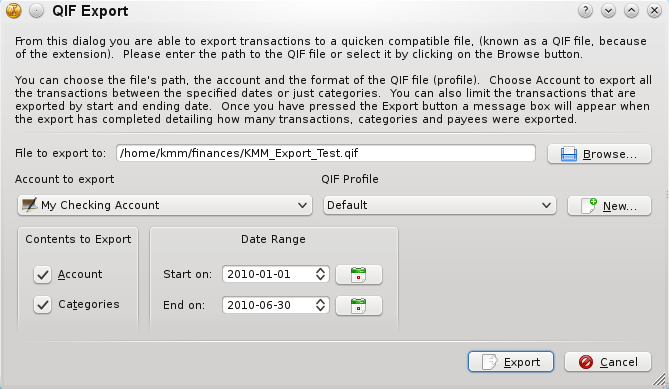 QIF Export
From this dialog you are able to export transactions to a quicken compatible file, (known as a QIF file, because
of the extension).  Please enter the path to the QIF file or select it by clicking on the Browse button.
You can choose the file's path, the account and the format of the QIF file (profile).  Choose Account to export all
the transactions between the specified dates or just categories.  You can also limit the transactions that are
exported by start and ending date.  Once you have pressed the Export button a message box will appear when
the export has completed detailing how many transactions, categories and payees were exported.
File to export to: /home/kmm/finances/KMM_Export_Test.qif Browse...
Account to export QIF Profile
My Checking Account Default New...
Contents to Export Date Range
Account Start on: 2010-01-01
Categories End on: 2010-06-30
Export Cancel